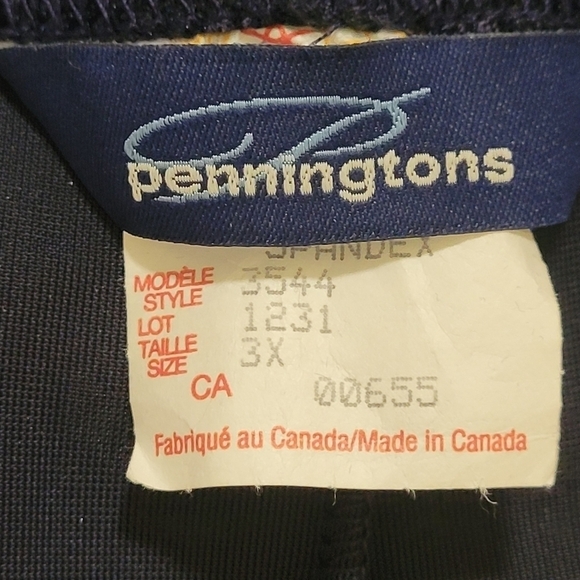 P
penningtons
SPANDEX
MODÈLE
STYLE 3544
LOT 1231
TAILLE
SIZE 3X
CA 00655
Fabriqué au Canada/Made in Canada